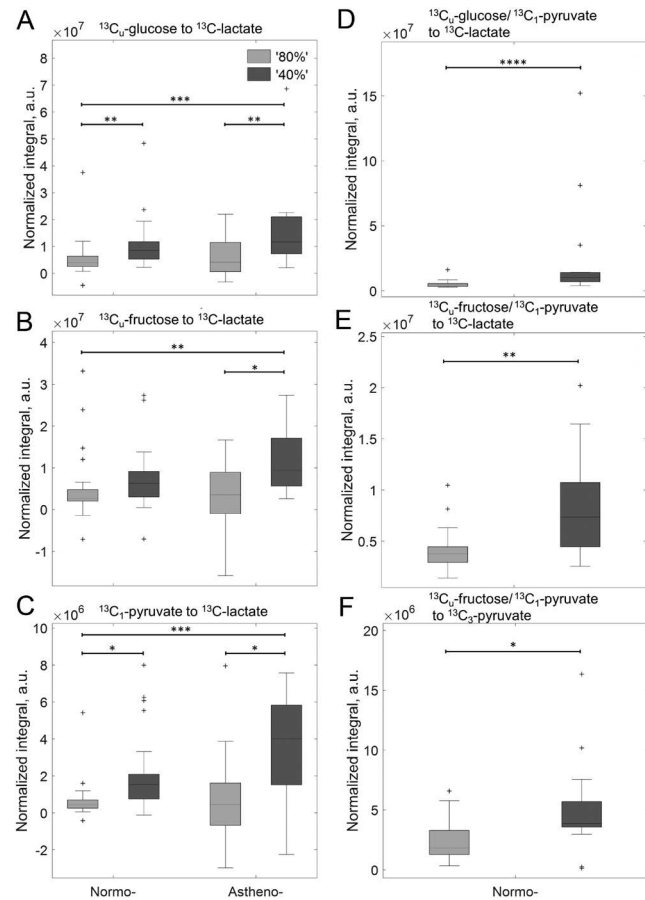 A
×10⁷
¹³Cᵤ-glucose to ¹³C-lactate
'80%'
'40%'
***
**
**
Normalized integral, a.u.
8
7
6
5
4
3
2
1
0
B
×10⁷
¹³Cᵤ-fructose to ¹³C-lactate
**
*
Normalized integral, a.u.
4
3
2
1
0
-1
C
×10⁶
¹³C₁-pyruvate to ¹³C-lactate
***
*
*
Normalized integral, a.u.
10
8
6
4
2
0
-2
Normo-
Astheno-
D
×10⁷
¹³Cᵤ-glucose/¹³C₁-pyruvate
to ¹³C-lactate
****
Normalized integral, a.u.
15
10
5
0
E
×10⁷
¹³Cᵤ-fructose/¹³C₁-pyruvate
to ¹³C-lactate
**
Normalized integral, a.u.
2.5
2
1.5
1
0.5
F
×10⁶
¹³Cᵤ-fructose/¹³C₁-pyruvate
to ¹³C₃-pyruvate
*
Normalized integral, a.u.
20
15
10
5
0
Normo-